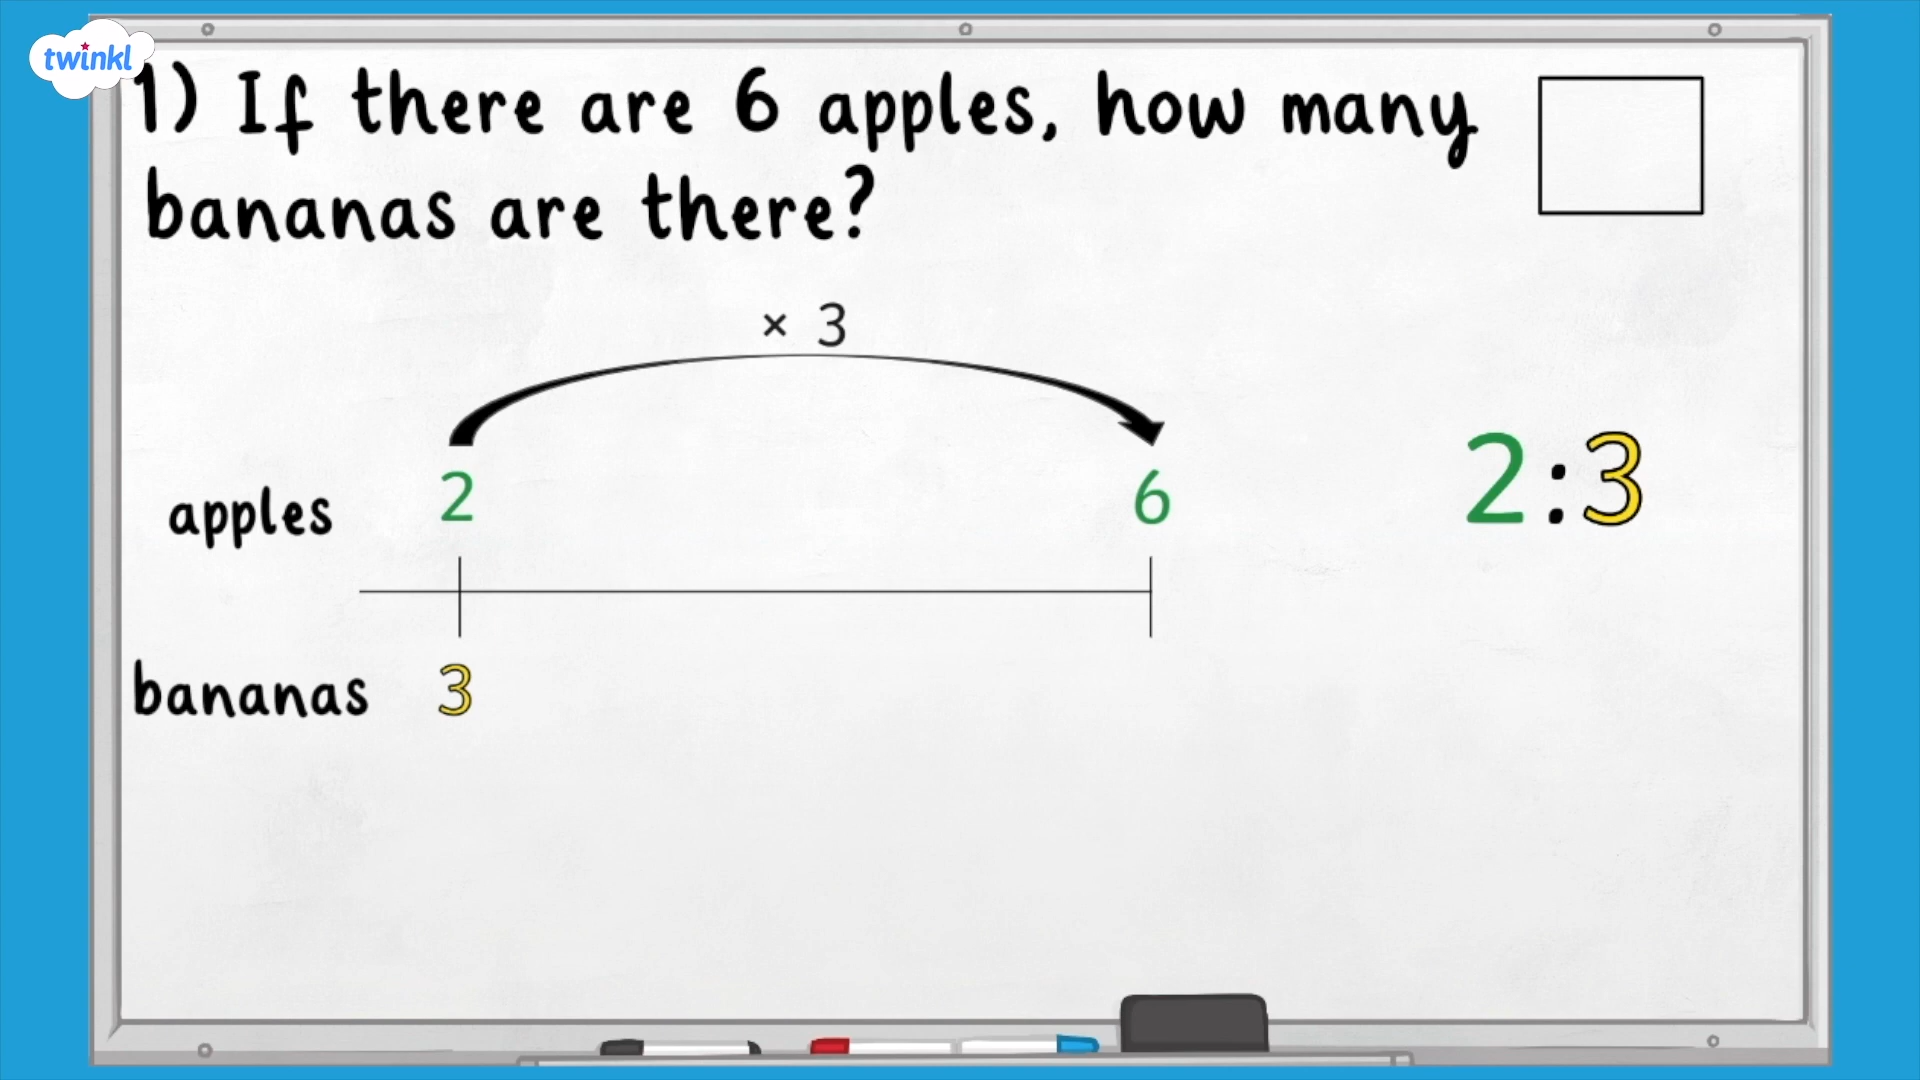 twinkl
1) If there are 6 apples, how many
bananas are there?
× 3
apples 2 6
2:3
bananas 3